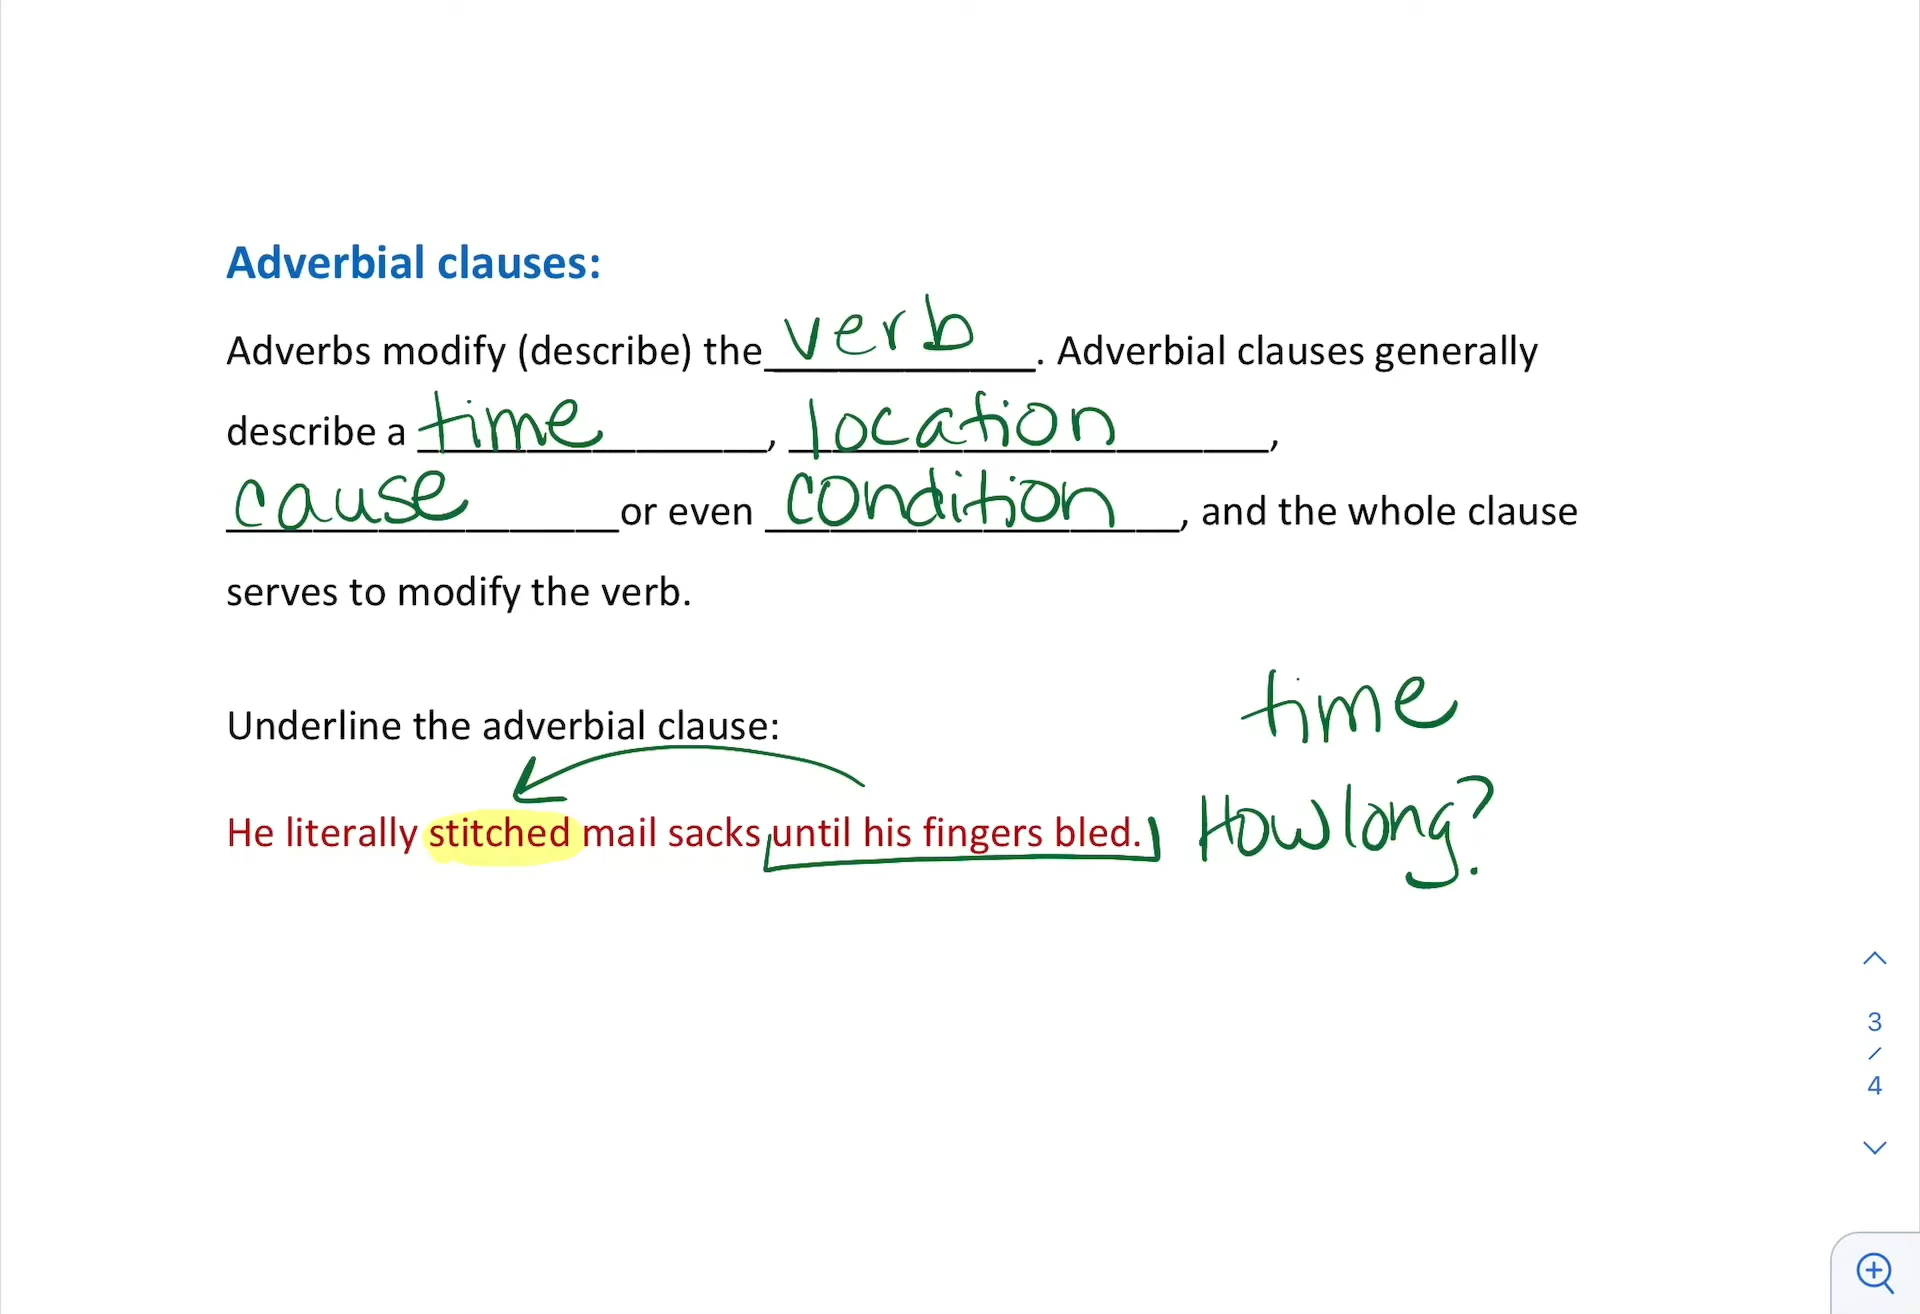 Adverbial clauses:
Adverbs modify (describe) the verb. Adverbial clauses generally
describe a time, location,
cause or even condition, and the whole clause
serves to modify the verb.
time
Underline the adverbial clause:
He literally stitched mail sacks until his fingers bled. How long?
3
/
4